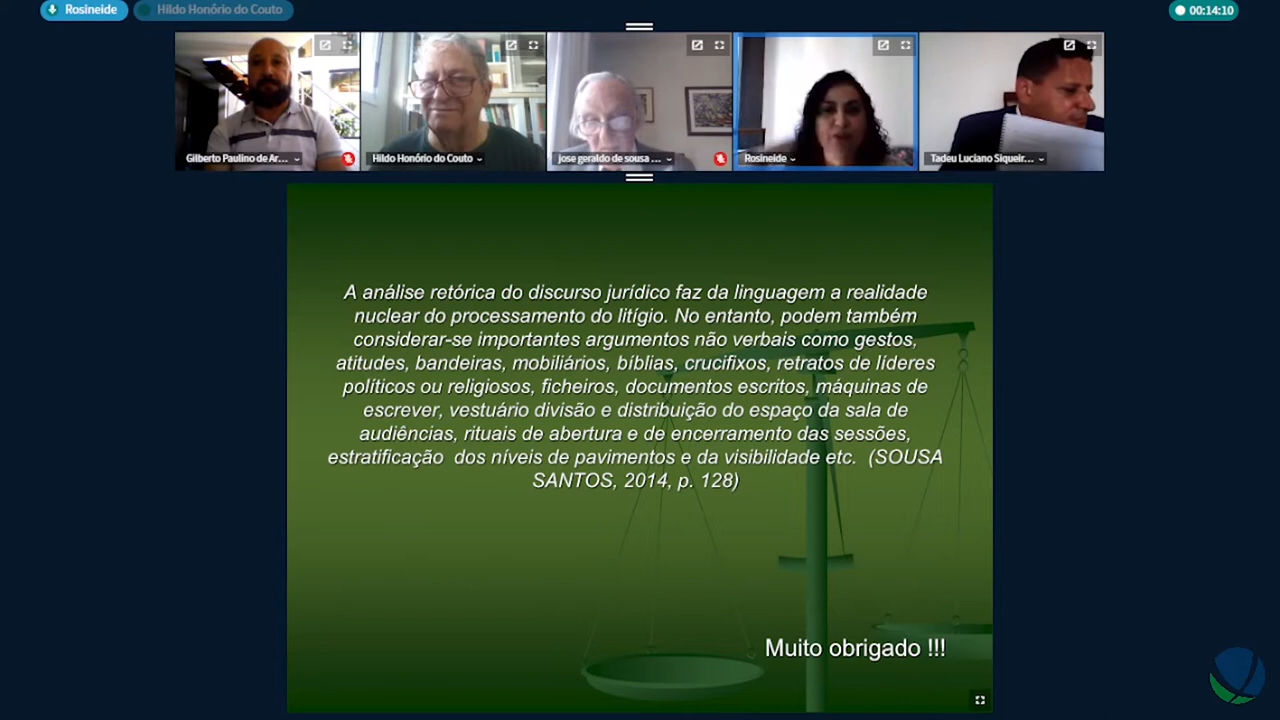 Rosineide
Hildo Honório do Couto
00:14:10
Gilberto Paulino de Ar...
Hildo Honório do Couto
jose geraldo de sousa ...
Rosineide
Tadeu Luciano Siqueir...
A análise retórica do discurso jurídico faz da linguagem a realidade
nuclear do processamento do litígio. No entanto, podem também
considerar-se importantes argumentos não verbais como gestos,
atitudes, bandeiras, mobiliários, bíblias, crucifixos, retratos de líderes
políticos ou religiosos, ficheiros, documentos escritos, máquinas de
escrever, vestuário divisão e distribuição do espaço da sala de
audiências, rituais de abertura e de encerramento das sessões,
estratificação dos níveis de pavimentos e da visibilidade etc. (SOUSA
SANTOS, 2014, p. 128)
Muito obrigado !!!